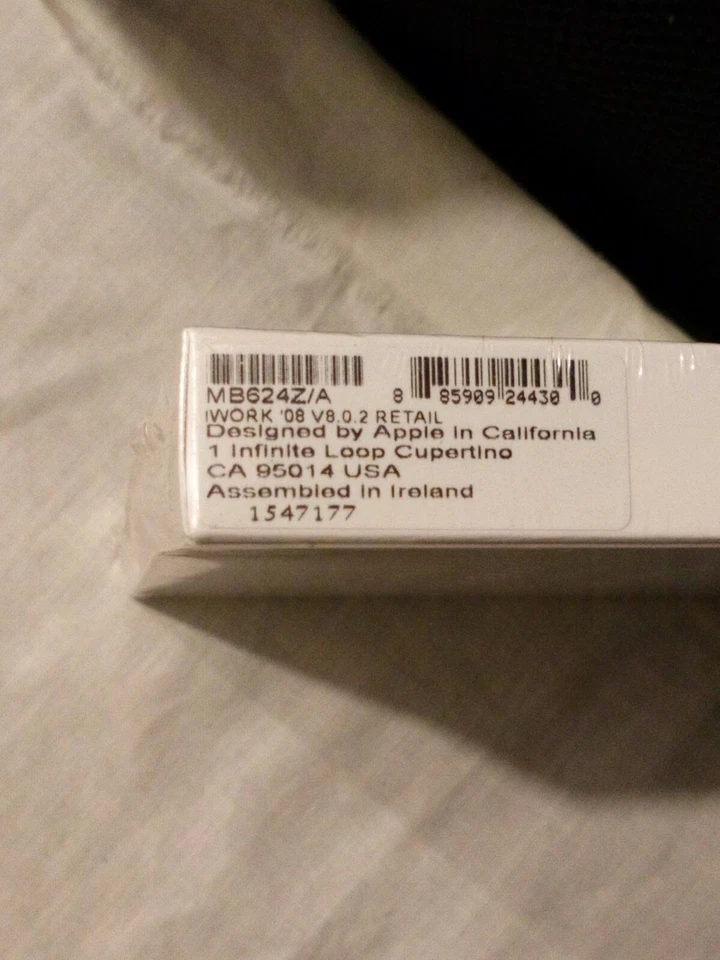 MB624Z/A
8 85909 24430 0
iWORK '08 V8.0.2 RETAIL
Designed by Apple in California
1 Infinite Loop Cupertino
CA 95014 USA
Assembled in Ireland
1547177